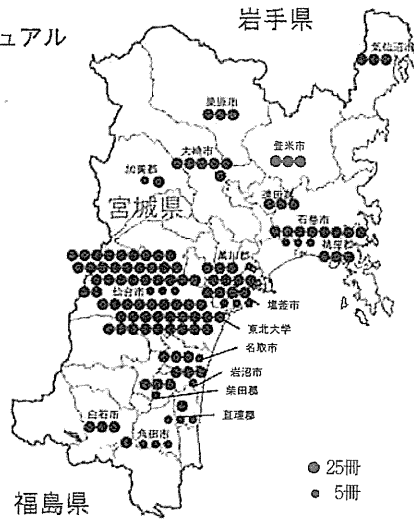 岩手県
ュアル
気仙沼市
栗原市
大崎市
登米市
加美郡
遠田郡
宮城県
石巻市
牡鹿郡
黒川郡
仙台市
塩釜市
東北大学
名取市
岩沼市
柴田郡
白石市
亘理郡
角田市
25冊
5冊
福島県